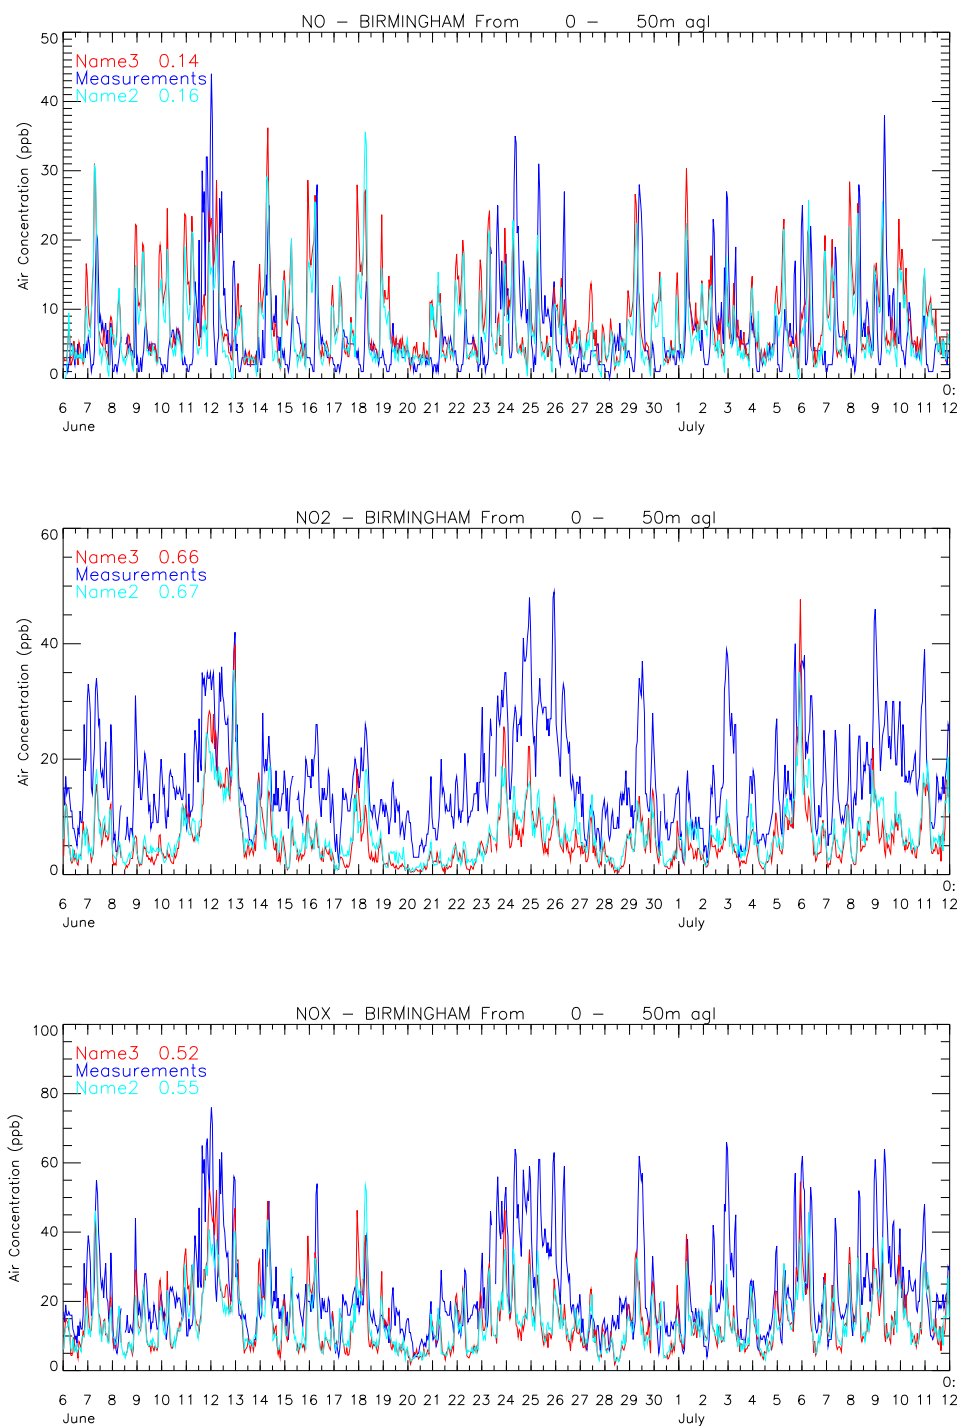 NO - BIRMINGHAM From 0 - 50m agl
50
Name3 0.14
Measurements
Name2 0.16
40
30
20
10
0
Air Concentration (ppb)
0:
6 7 8 9 10 11 12 13 14 15 16 17 18 19 20 21 22 23 24 25 26 27 28 29 30 1 2 3 4 5 6 7 8 9 10 11 12
June July
NO2 - BIRMINGHAM From 0 - 50m agl
60
Name3 0.66
Measurements
Name2 0.67
40
20
0
Air Concentration (ppb)
0:
6 7 8 9 10 11 12 13 14 15 16 17 18 19 20 21 22 23 24 25 26 27 28 29 30 1 2 3 4 5 6 7 8 9 10 11 12
June July
NOX - BIRMINGHAM From 0 - 50m agl
100
Name3 0.52
Measurements
Name2 0.55
80
60
40
20
0
Air Concentration (ppb)
0:
6 7 8 9 10 11 12 13 14 15 16 17 18 19 20 21 22 23 24 25 26 27 28 29 30 1 2 3 4 5 6 7 8 9 10 11 12
June July